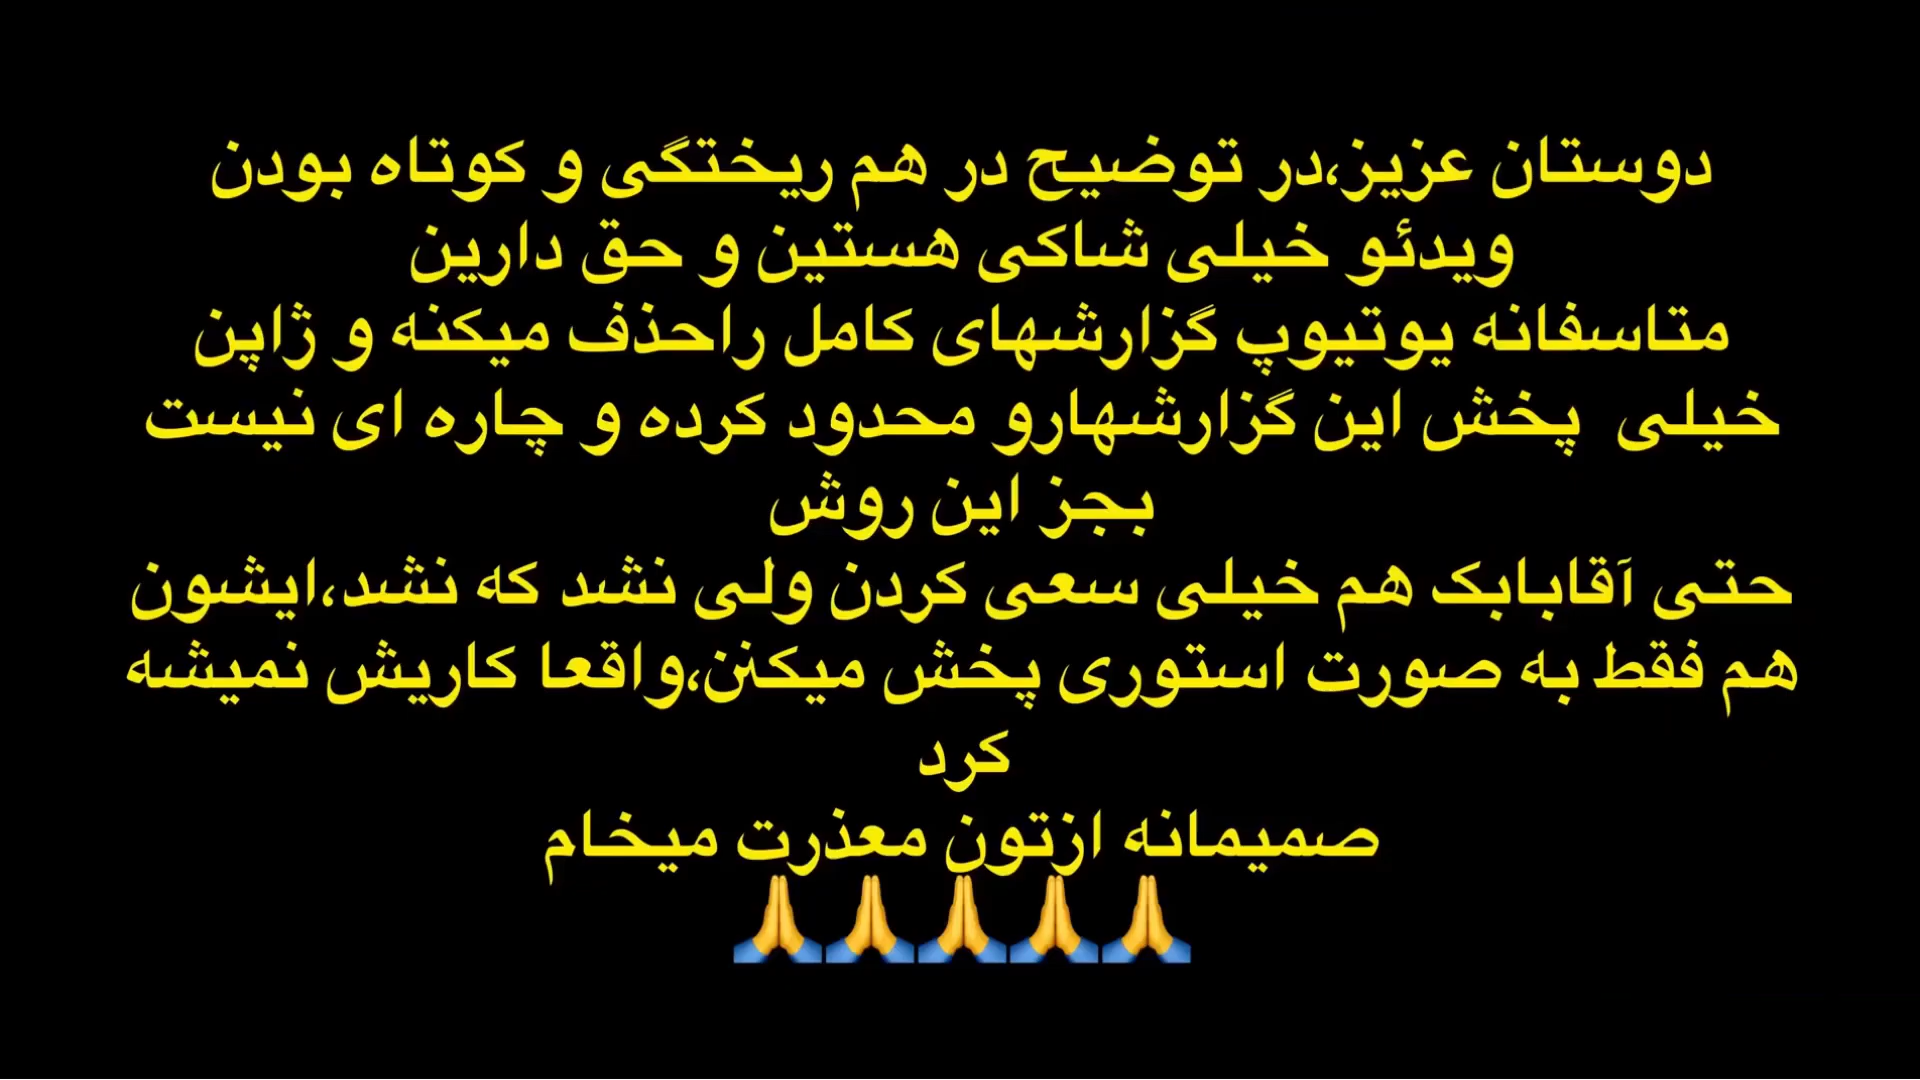 دوستان عزیز،در توضیح در هم ریختگی و کوتاه بودن
ویدئو خیلی شاکی هستین و حق دارین
متاسفانه یوتیوپ گزارشهای کامل راحذف میکنه و ژاپن
خیلی  پخش این گزارشهارو محدود کرده و چاره ای نیست
بجز این روش
حتی آقابابک هم خیلی سعی کردن ولی نشد که نشد،ایشون
هم فقط به صورت استوری پخش میکنن،واقعا کاریش نمیشه
کرد
صمیمانه ازتون معذرت میخام
🙏🙏🙏🙏🙏